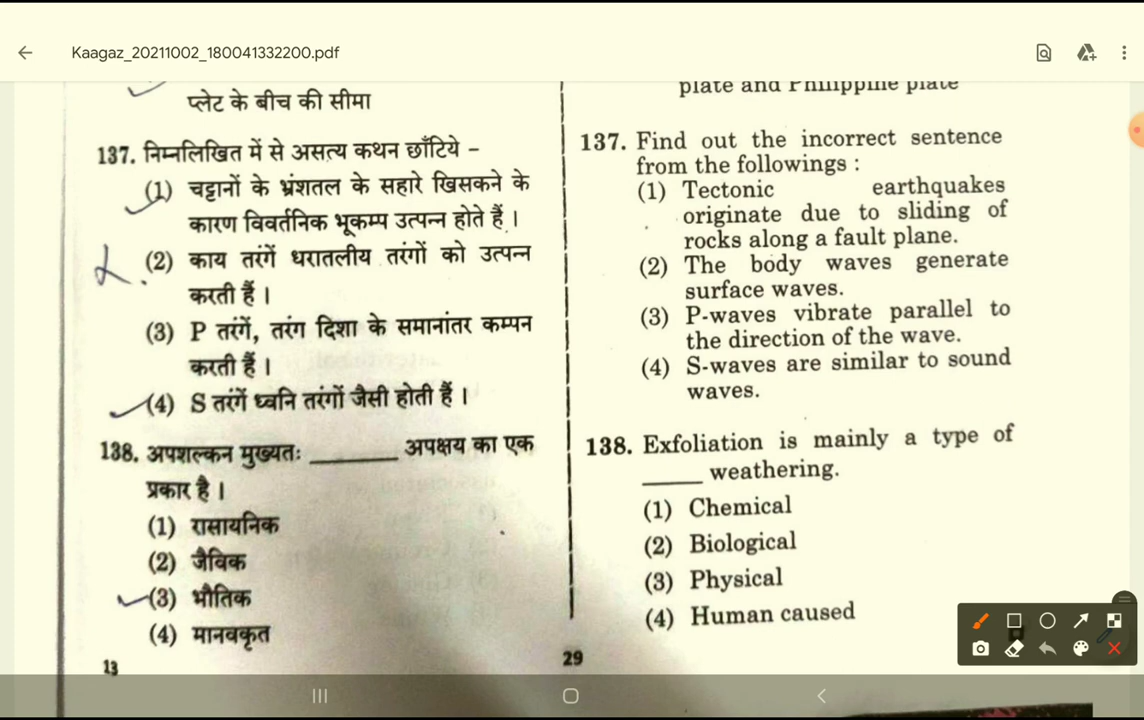 Kaagaz_20211002_180041332200.pdf
प्लेट के बीच की सीमा
137. निम्नलिखित में से असत्य कथन छाँटिये –
(1) चट्टानों के भ्रंशतल के सहारे खिसकने के
कारण विवर्तनिक भूकम्प उत्पन्न होते हैं।
(2) काय तरंगें धरातलीय तरंगों को उत्पन्न
करती हैं।
(3) P तरंगें, तरंग दिशा के समानांतर कम्पन
करती हैं।
(4) S तरंगें ध्वनि तरंगों जैसी होती हैं।
138. अपशल्कन मुख्यतः ______ अपक्षय का एक
प्रकार है।
(1) रासायनिक
(2) जैविक
(3) भौतिक
(4) मानवकृत
13
plate and Philippine plate
137. Find out the incorrect sentence
from the followings :
(1) Tectonic earthquakes
originate due to sliding of
rocks along a fault plane.
(2) The body waves generate
surface waves.
(3) P-waves vibrate parallel to
the direction of the wave.
(4) S-waves are similar to sound
waves.
138. Exfoliation is mainly a type of
______ weathering.
(1) Chemical
(2) Biological
(3) Physical
(4) Human caused
29